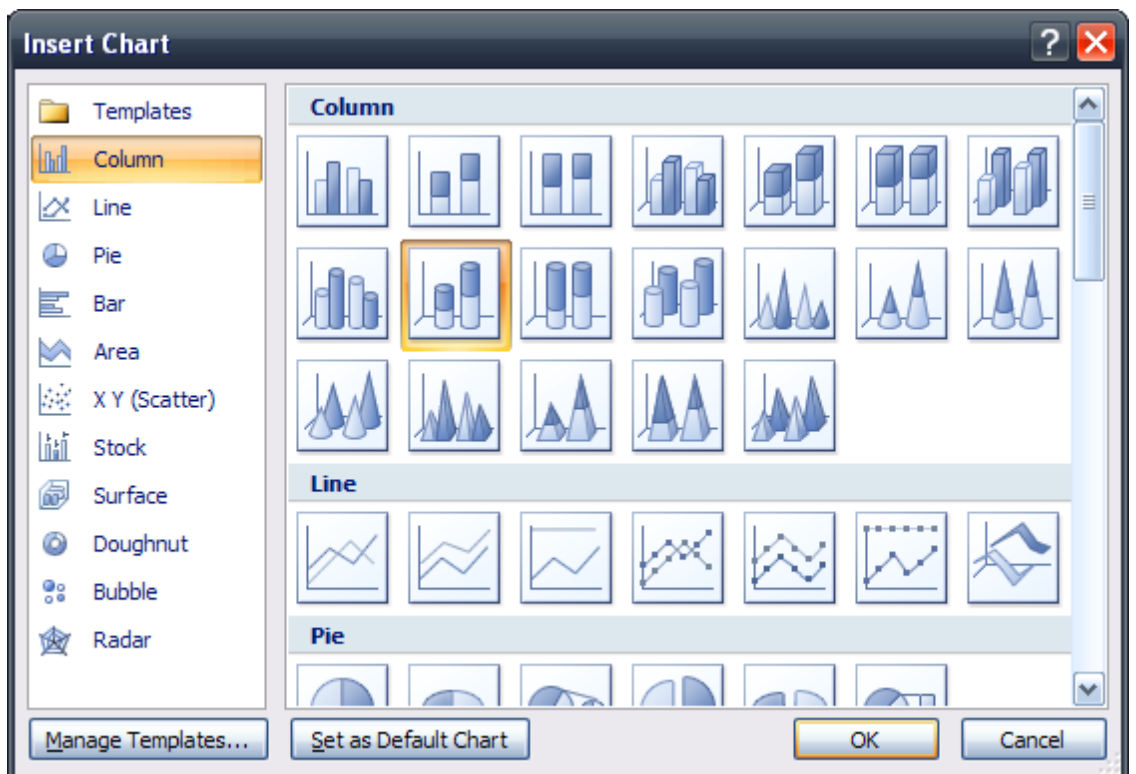 Insert Chart
?
Templates
Column
Line
Pie
Bar
Area
X Y (Scatter)
Stock
Surface
Doughnut
Bubble
Radar
Column
Line
Pie
Manage Templates...
Set as Default Chart
OK
Cancel